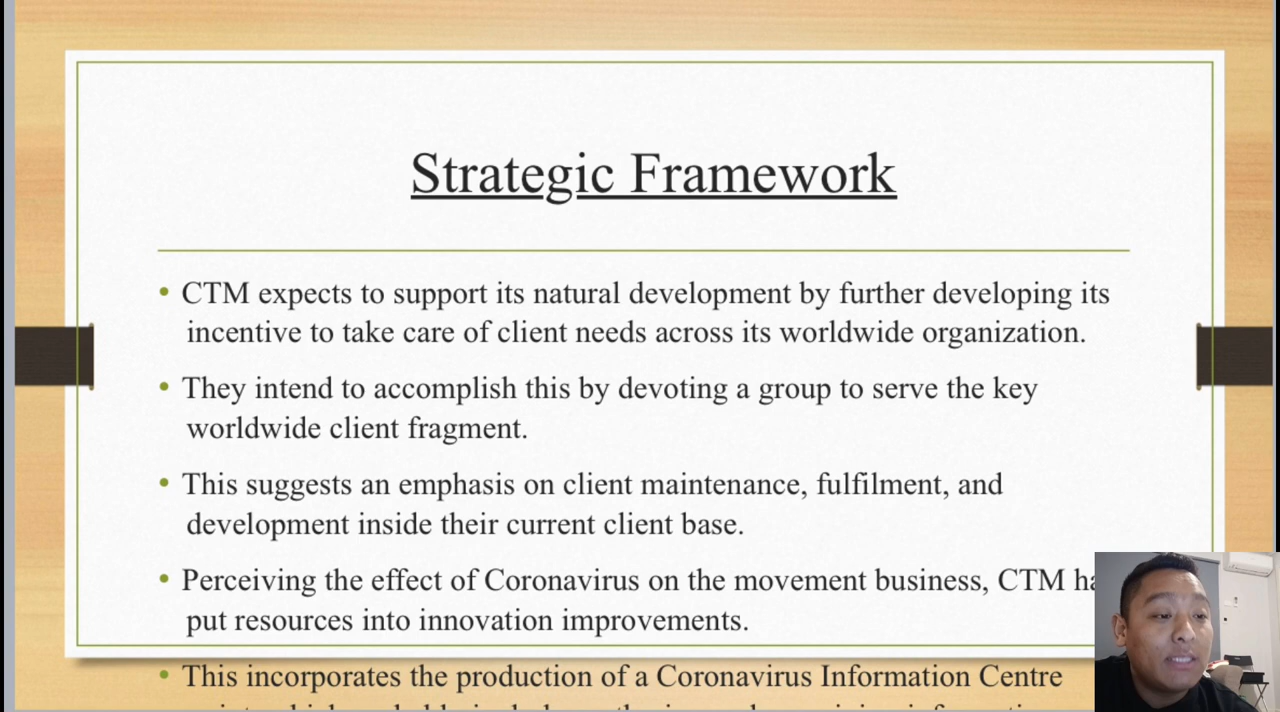 Strategic Framework
• CTM expects to support its natural development by further developing its
incentive to take care of client needs across its worldwide organization.
• They intend to accomplish this by devoting a group to serve the key
worldwide client fragment.
• This suggests an emphasis on client maintenance, fulfilment, and
development inside their current client base.
• Perceiving the effect of Coronavirus on the movement business, CTM
put resources into innovation improvements.
• This incorporates the production of a Coronavirus Information Centre